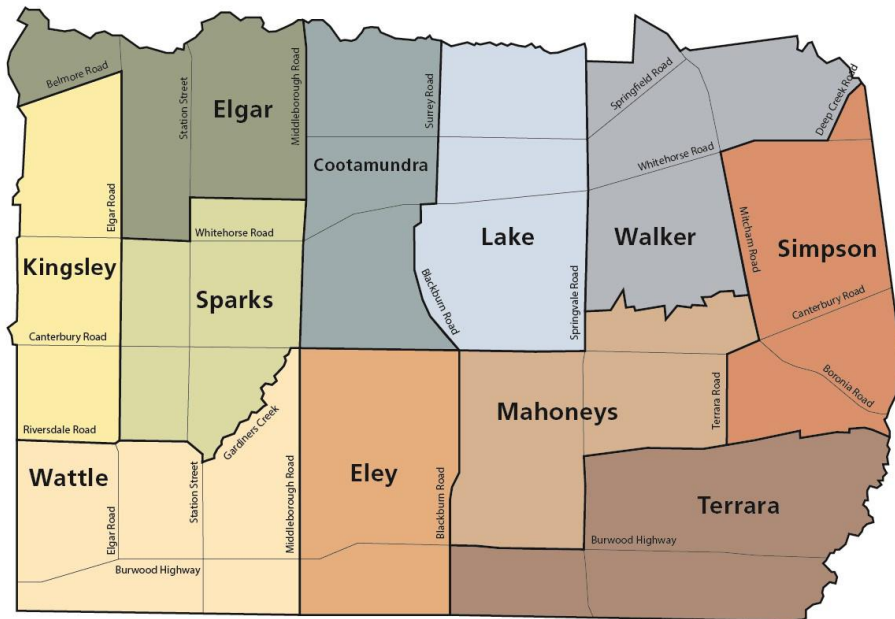 Belmore Road
Station Street
Elgar
Middleborough Road
Surrey Road
Springfield Road
Deep Creek Road
Cootamundra
Whitehorse Road
Elgar Road
Whitehorse Road
Kingsley
Sparks
Lake
Walker
Mitcham Road
Simpson
Blackburn Road
Springvale Road
Canterbury Road
Canterbury Road
Mahoneys
Terrara Road
Boronia Road
Riversdale Road
Gardiners Creek
Wattle
Eley
Station Street
Middleborough Road
Blackburn Road
Terrara
Elgar Road
Burwood Highway
Burwood Highway